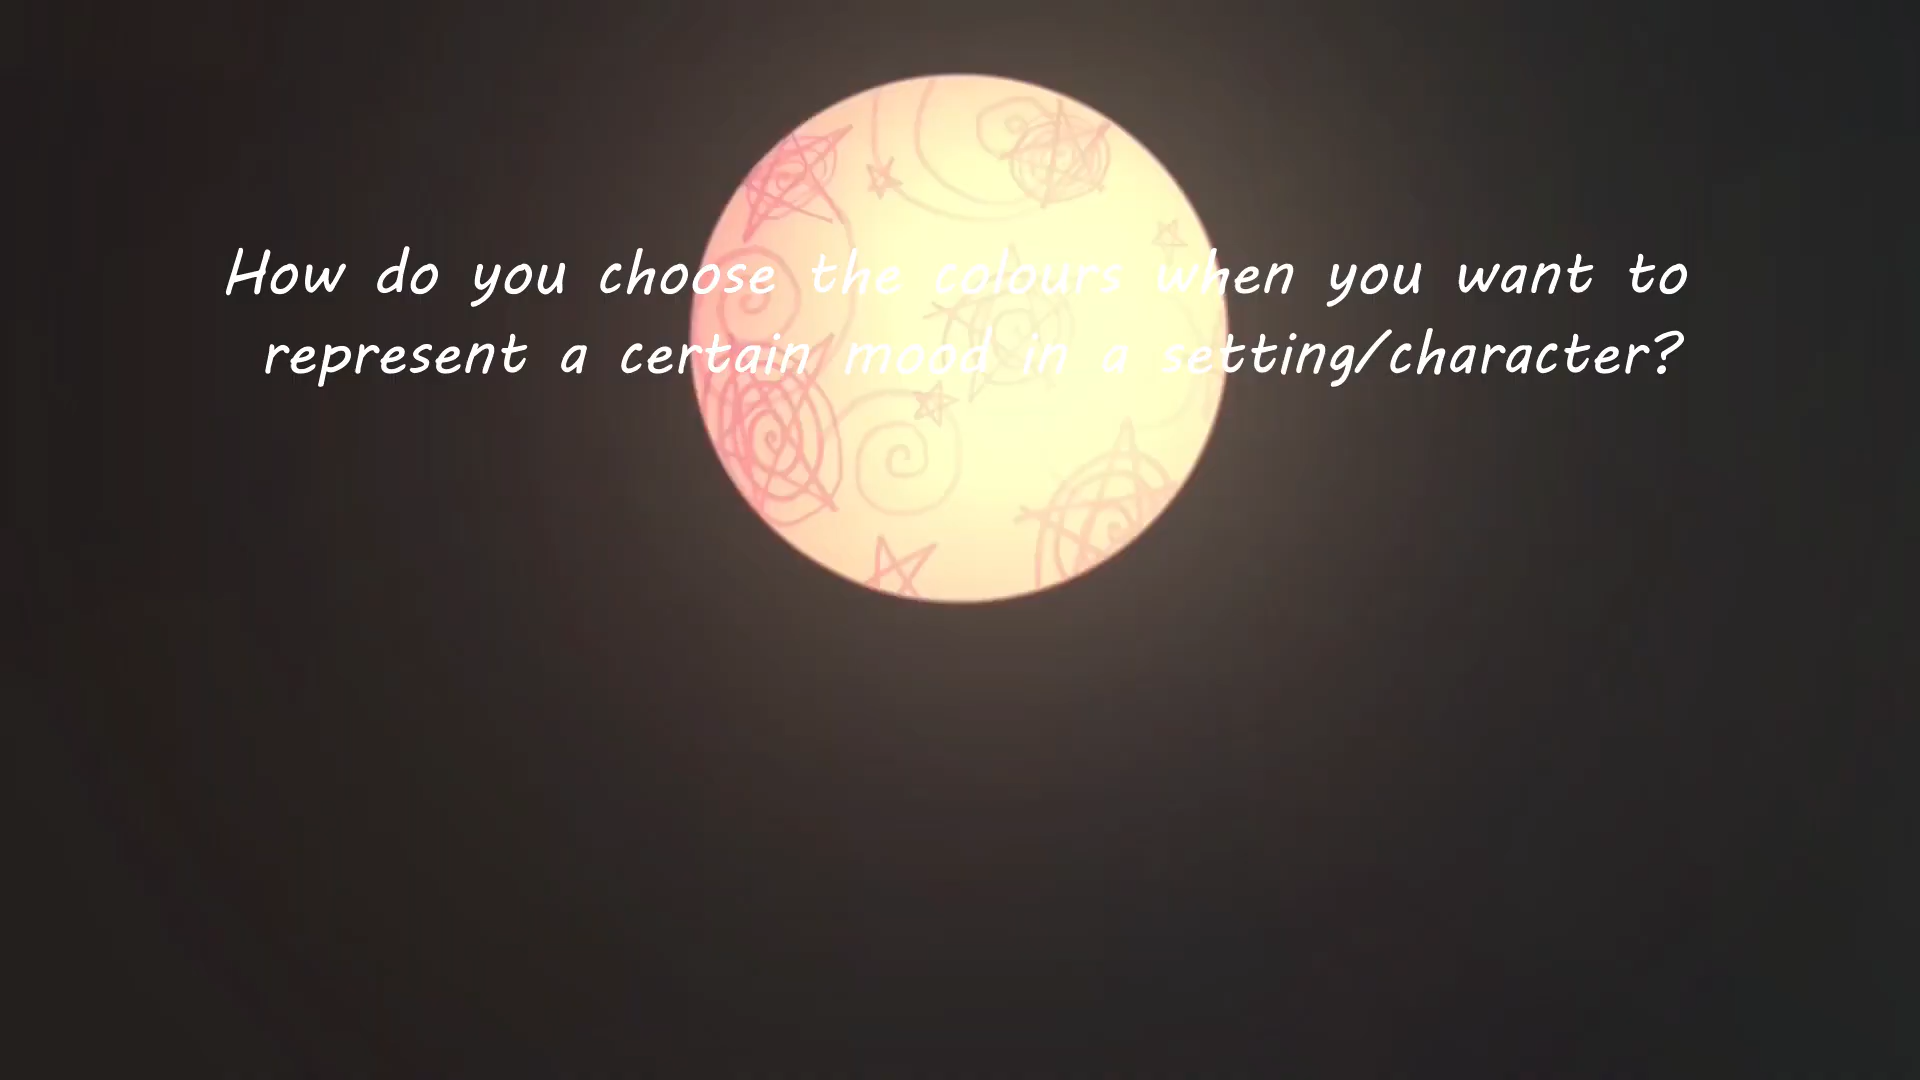 How do you choose the colours when you want to
represent a certain mood in a setting/character?